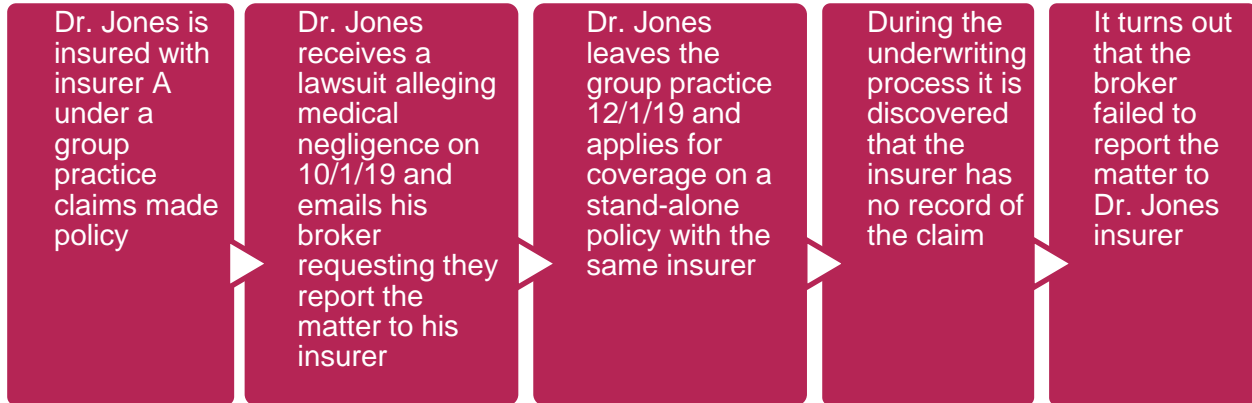 Dr. Jones is
insured with
insurer A
under a
group
practice
claims made
policy
Dr. Jones
receives a
lawsuit alleging
medical
negligence on
10/1/19 and
emails his
broker
requesting they
report the
matter to his
insurer
Dr. Jones
leaves the
group practice
12/1/19 and
applies for
coverage on a
stand-alone
policy with the
same insurer
During the
underwriting
process it is
discovered
that the
insurer has
no record of
the claim
It turns out
that the
broker
failed to
report the
matter to
Dr. Jones
insurer